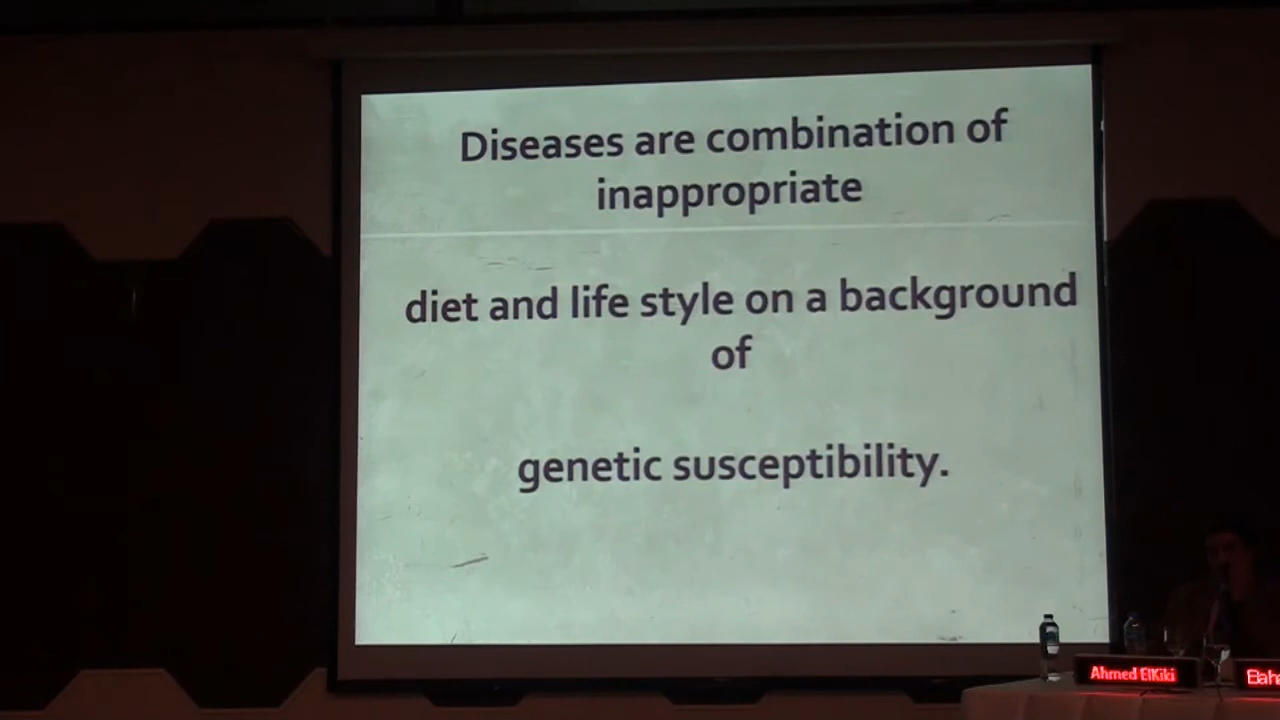 Diseases are combination of
inappropriate
diet and life style on a background
of
genetic susceptibility.
Ahmed ElKiki